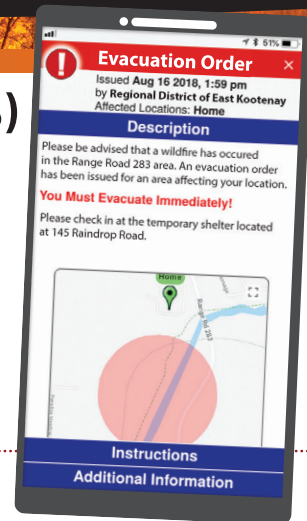 )
51%
! Evacuation Order ×
Issued Aug 16 2018, 1:59 pm
by Regional District of East Kootenay
Affected Locations: Home
Description
Please be advised that a wildfire has occured
in the Range Road 283 area. An evacuation order
has been issued for an area affecting your location.
You Must Evacuate Immediately!
Please check in at the temporary shelter located
at 145 Raindrop Road.
Home
Range Rd 283
Instructions
Additional Information